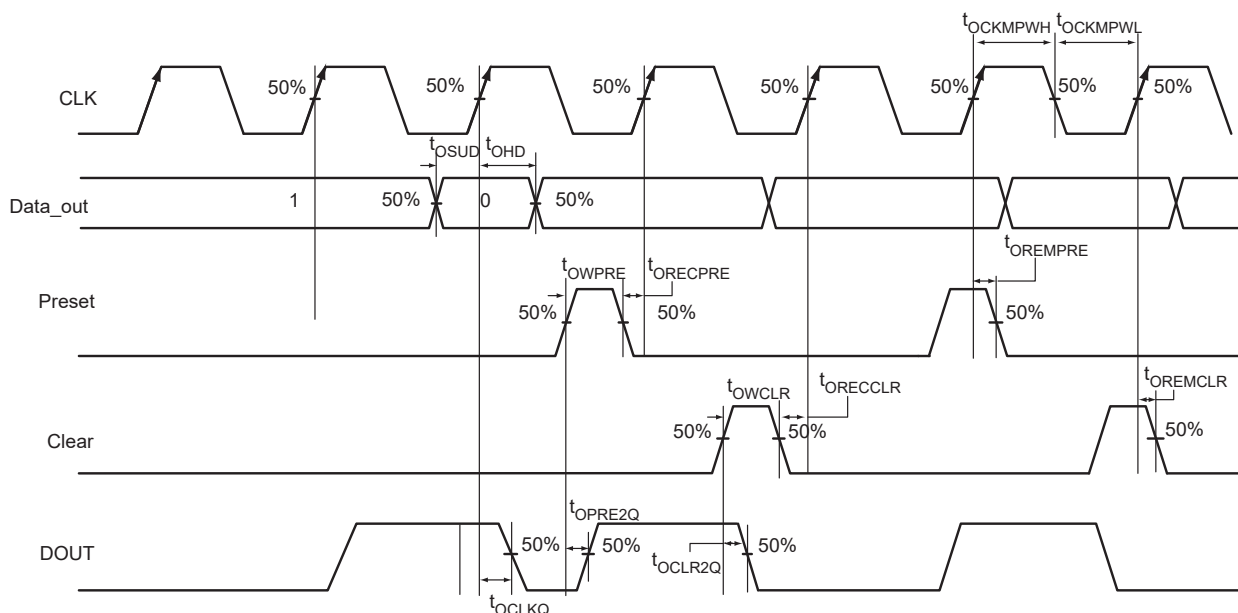 tOCKMPWH tOCKMPWL
CLK 50% 50% 50% 50% 50% 50% 50%
tOSUD tOHD
Data_out 1 50% 0 50%
tOREMPRE
tOWPRE tORECPRE
Preset 50% 50% 50%
tOWCLR tORECCLR tOREMCLR
Clear 50% 50% 50%
tOPRE2Q
DOUT 50% 50% 50%
tOCLR2Q
tOCLKQ